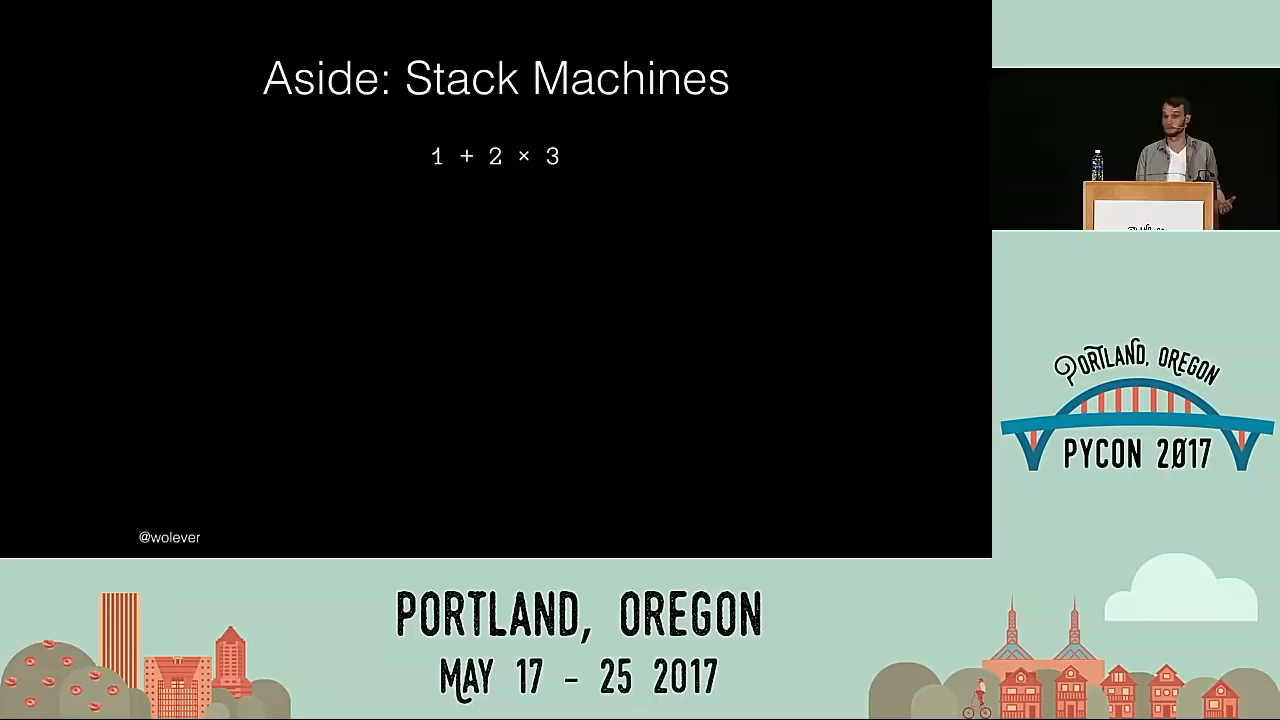 Aside: Stack Machines
1 + 2 × 3
@wolever
PORTLAND, OREGON
PYCON 2017
PORTLAND, OREGON
MAY 17 - 25 2017